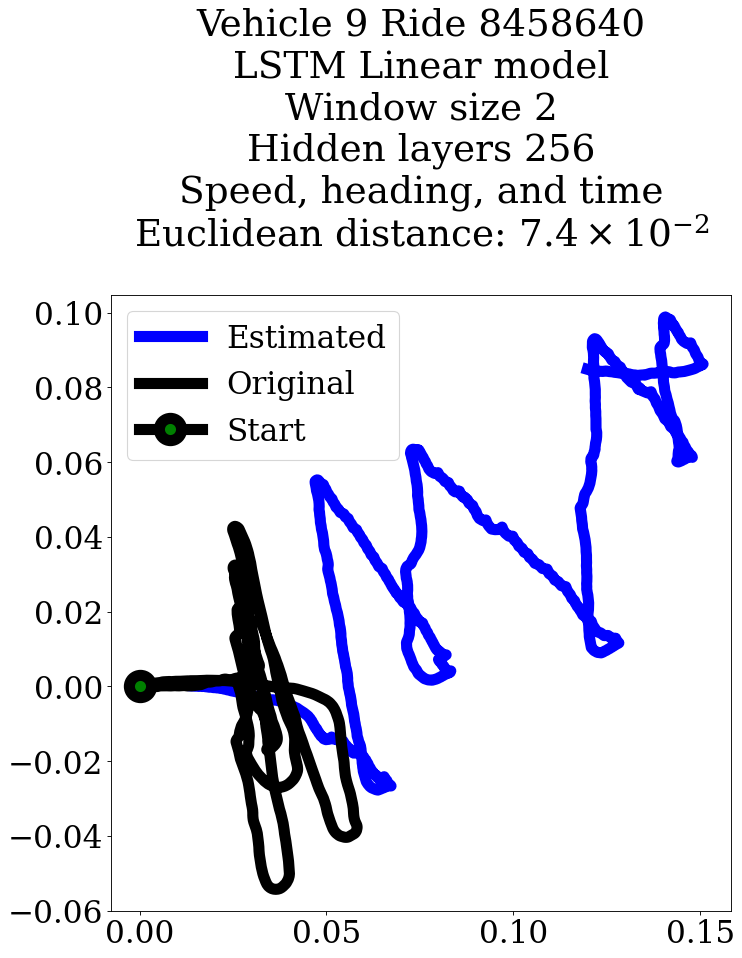 Vehicle 9 Ride 8458640
LSTM Linear model
Window size 2
Hidden layers 256
Speed, heading, and time
Euclidean distance: 7.4 × 10⁻²
Estimated
Original
Start
0.10
0.08
0.06
0.04
0.02
0.00
−0.02
−0.04
−0.06
0.00 0.05 0.10 0.15